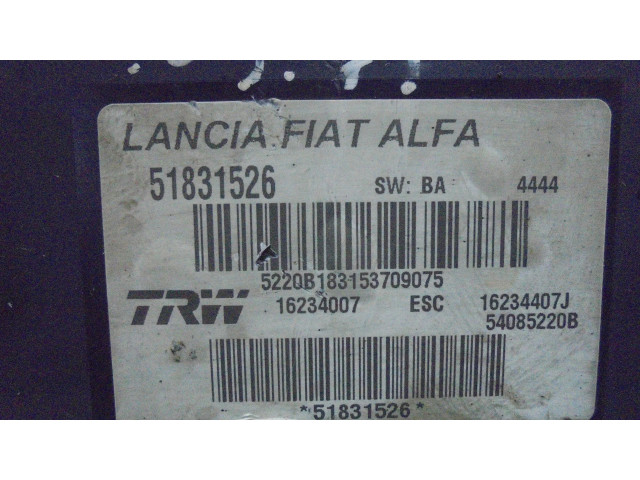 LANCIA FIAT ALFA
51831526 SW: BA 4444
5220B183153709075
TRW 16234007 ESC 16234407J
54085220B
*51831526*